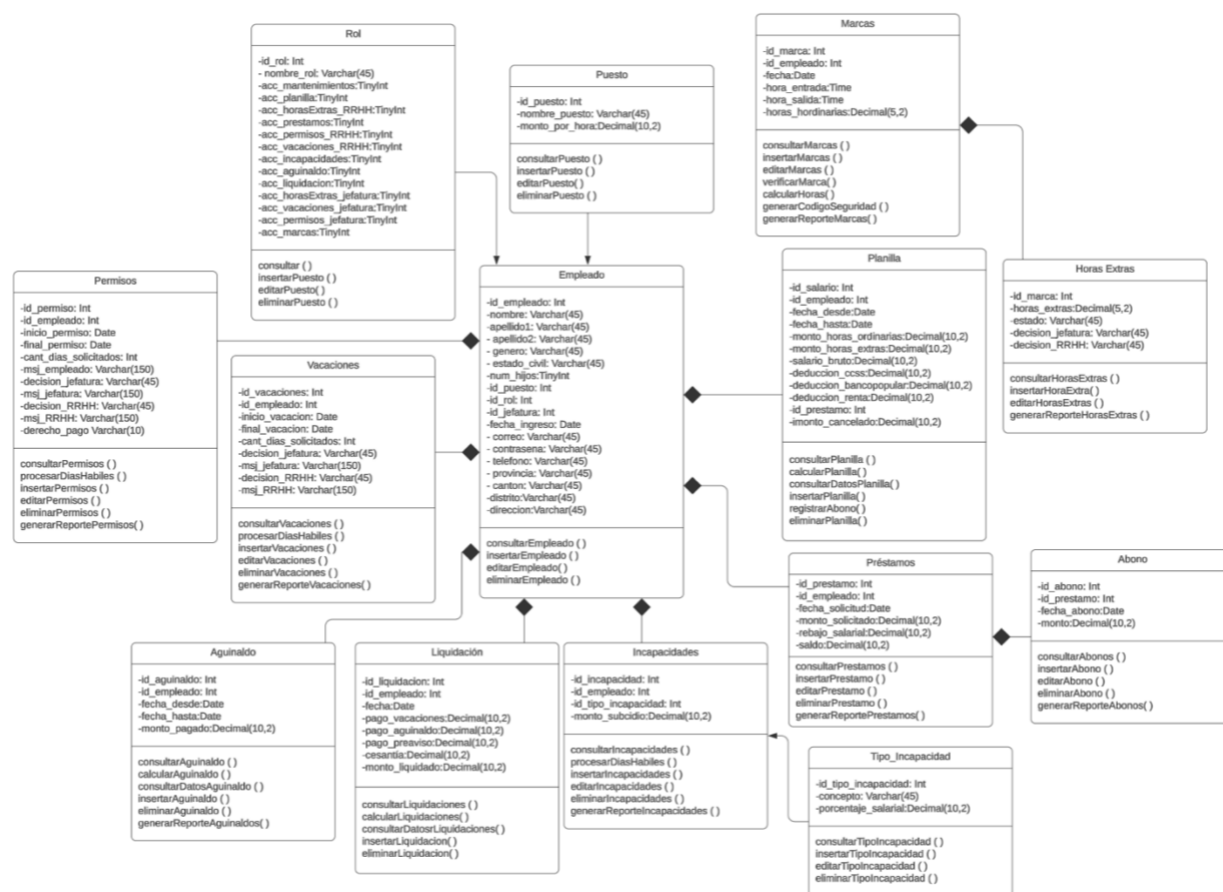 Rol
-id_rol: Int
- nombre_rol: Varchar(45)
-acc_mantenimientos:TinyInt
-acc_planilla:TinyInt
-acc_horasExtras_RRHH:TinyInt
-acc_prestamos:TinyInt
-acc_permisos_RRHH:TinyInt
-acc_vacaciones_RRHH:TinyInt
-acc_incapacidades:TinyInt
-acc_aguinaldo:TinyInt
-acc_liquidacion:TinyInt
-acc_horasExtras_jefatura:TinyInt
-acc_vacaciones_jefatura:TinyInt
-acc_permisos_jefatura:TinyInt
-acc_marcas:TinyInt
consultar ( )
insertarPuesto ( )
editarPuesto( )
eliminarPuesto ( )
Puesto
-id_puesto: Int
-nombre_puesto: Varchar(45)
-monto_por_hora:Decimal(10,2)
consultarPuesto ( )
insertarPuesto ( )
editarPuesto( )
eliminarPuesto ( )
Marcas
-id_marca: Int
-id_empleado: Int
-fecha:Date
-hora_entrada:Time
-hora_salida:Time
-horas_hordinarias:Decimal(5,2)
consultarMarcas ( )
insertarMarcas ( )
editarMarcas ( )
verificarMarca( )
calcularHoras( )
generarCodigoSeguridad ( )
generarReporteMarcas( )
Permisos
-id_permiso: Int
-id_empleado: Int
-inicio_permiso: Date
-final_permiso: Date
-cant_dias_solicitados: Int
-msj_empleado: Varchar(150)
-decision_jefatura: Varchar(45)
-msj_jefatura: Varchar(150)
-decision_RRHH: Varchar(45)
-msj_RRHH: Varchar(150)
-derecho_pago Varchar(10)
consultarPermisos ( )
procesarDiasHabiles ( )
insertarPermisos ( )
editarPermisos ( )
eliminarPermisos ( )
generarReportePermisos( )
Vacaciones
-id_vacaciones: Int
-id_empleado: Int
-inicio_vacacion: Date
-final_vacacion: Date
-cant_dias_solicitados: Int
-decision_jefatura: Varchar(45)
-msj_jefatura: Varchar(150)
-decision_RRHH: Varchar(45)
-msj_RRHH: Varchar(150)
consultarVacaciones ( )
procesarDiasHabiles ( )
insertarVacaciones ( )
editarVacaciones ( )
eliminarVacaciones ( )
generarReporteVacaciones( )
Empleado
-id_empleado: Int
-nombre: Varchar(45)
-apellido1: Varchar(45)
- apellido2: Varchar(45)
- genero: Varchar(45)
- estado_civil: Varchar(45)
-num_hijos:TinyInt
-id_puesto: Int
-id_rol: Int
-id_jefatura: Int
-fecha_ingreso: Date
- correo: Varchar(45)
- contrasena: Varchar(45)
- telefono: Varchar(45)
- provincia: Varchar(45)
- canton: Varchar(45)
-distrito:Varchar(45)
-direccion:Varchar(45)
consultarEmpleado ( )
insertarEmpleado ( )
editarEmpleado( )
eliminarEmpleado ( )
Planilla
-id_salario: Int
-id_empleado: Int
-fecha_desde: Date
-fecha_hasta: Date
-monto_horas_ordinarias:Decimal(10,2)
-monto_horas_extras:Decimal(10,2)
-salario_bruto:Decimal(10,2)
-deduccion_ccss:Decimal(10,2)
-deduccion_bancopopular:Decimal(10,2)
-deduccion_renta:Decimal(10,2)
-id_prestamo: Int
-imonto_cancelado:Decimal(10,2)
consultarPlanilla ( )
calcularPlanilla( )
consultarDatosPlanilla( )
insertarPlanilla ( )
registrarAbono( )
eliminarPlanilla ( )
Horas Extras
-id_marca: Int
-horas_extras:Decimal(5,2)
-estado: Varchar(45)
-decision_jefatura: Varchar(45)
-decision_RRHH: Varchar(45)
consultarHorasExtras ( )
insertarHoraExtra( )
editarHorasExtras ( )
generarReporteHorasExtras ( )
Préstamos
-id_prestamo: Int
-id_empleado: Int
-fecha_solicitud:Date
-monto_solicitado:Decimal(10,2)
-rebajo_salarial:Decimal(10,2)
-saldo:Decimal(10,2)
consultarPrestamos ( )
insertarPrestamo ( )
editarPrestamo ( )
eliminarPrestamo ( )
generarReportePrestamos( )
Abono
-id_abono: Int
-id_prestamo: Int
-fecha_abono:Date
-monto:Decimal(10,2)
consultarAbonos ( )
insertarAbono ( )
editarAbono ( )
eliminarAbono ( )
generarReporteAbonos( )
Aguinaldo
-id_aguinaldo: Int
-id_empleado: Int
-fecha_desde:Date
-fecha_hasta:Date
-monto_pagado:Decimal(10,2)
consultarAguinaldo ( )
calcularAguinaldo ( )
consultarDatosAguinaldo ( )
insertarAguinaldo ( )
eliminarAguinaldo ( )
generarReporteAguinaldos( )
Liquidación
-id_liquidacion: Int
-id_empleado: Int
-fecha:Date
-pago_vacaciones:Decimal(10,2)
-pago_aguinaldo:Decimal(10,2)
-pago_preaviso:Decimal(10,2)
-cesantía:Decimal(10,2)
-monto_liquidado:Decimal(10,2)
consultarLiquidaciones ( )
calcularLiquidaciones( )
consultarDatosrLiquidaciones( )
insertarLiquidacion( )
eliminarLiquidacion( )
Incapacidades
-id_incapacidad: Int
-id_empleado: Int
-id_tipo_incapacidad: Int
-monto_subcidio:Decimal(10,2)
consultarIncapacidades ( )
procesarDiasHabiles ( )
insertarIncapacidades ( )
editarIncapacidades ( )
eliminarIncapacidades ( )
generarReporteIncapacidades ( )
Tipo_Incapacidad
-id_tipo_incapacidad: Int
-concepto: Varchar(45)
-porcentaje_salarial:Decimal(10,2)
consultarTipoIncapacidad ( )
insertarTipoIncapacidad ( )
editarTipoIncapacidad ( )
eliminarTipoIncapacidad ( )